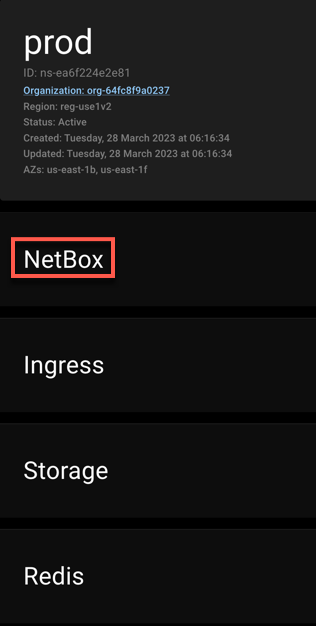 prod
ID: ns-ea6f224e2e81
Organization: org-64fc8f9a0237
Region: reg-use1v2
Status: Active
Created: Tuesday, 28 March 2023 at 06:16:34
Updated: Tuesday, 28 March 2023 at 06:16:34
AZs: us-east-1b, us-east-1f
NetBox
Ingress
Storage
Redis